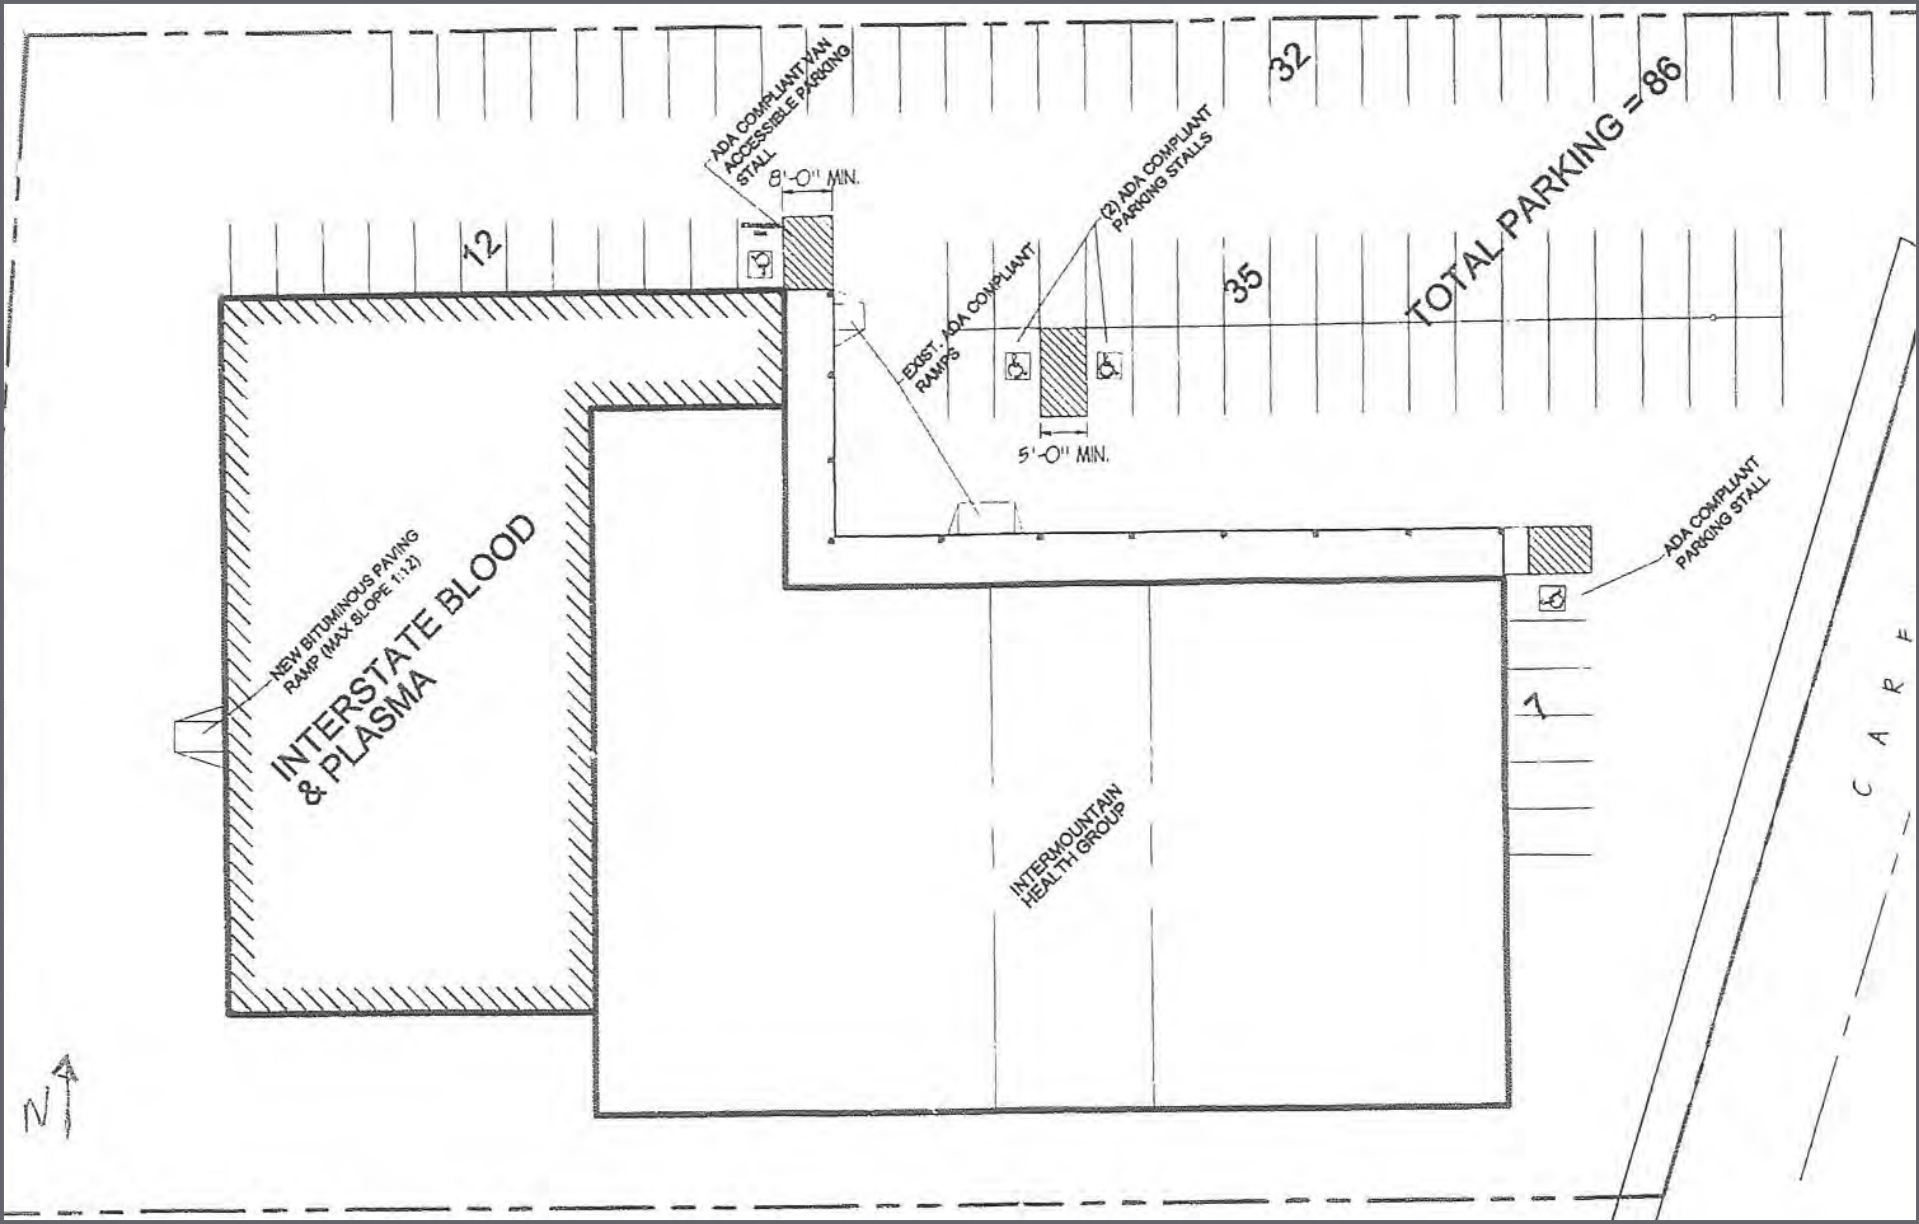 32
TOTAL PARKING = 86
ADA COMPLIANT VAN
ACCESSIBLE PARKING
STALL
8'-0" MIN.
(2) ADA COMPLIANT
PARKING STALLS
12
35
EXIST. ADA COMPLIANT
RAMPS
5'-0" MIN.
ADA COMPLIANT
PARKING STALL
NEW BITUMINOUS PAVING
RAMP (MAX SLOPE 1:12)
INTERSTATE BLOOD
& PLASMA
7
INTERMOUNTAIN
HEALTH GROUP
C A R F
N